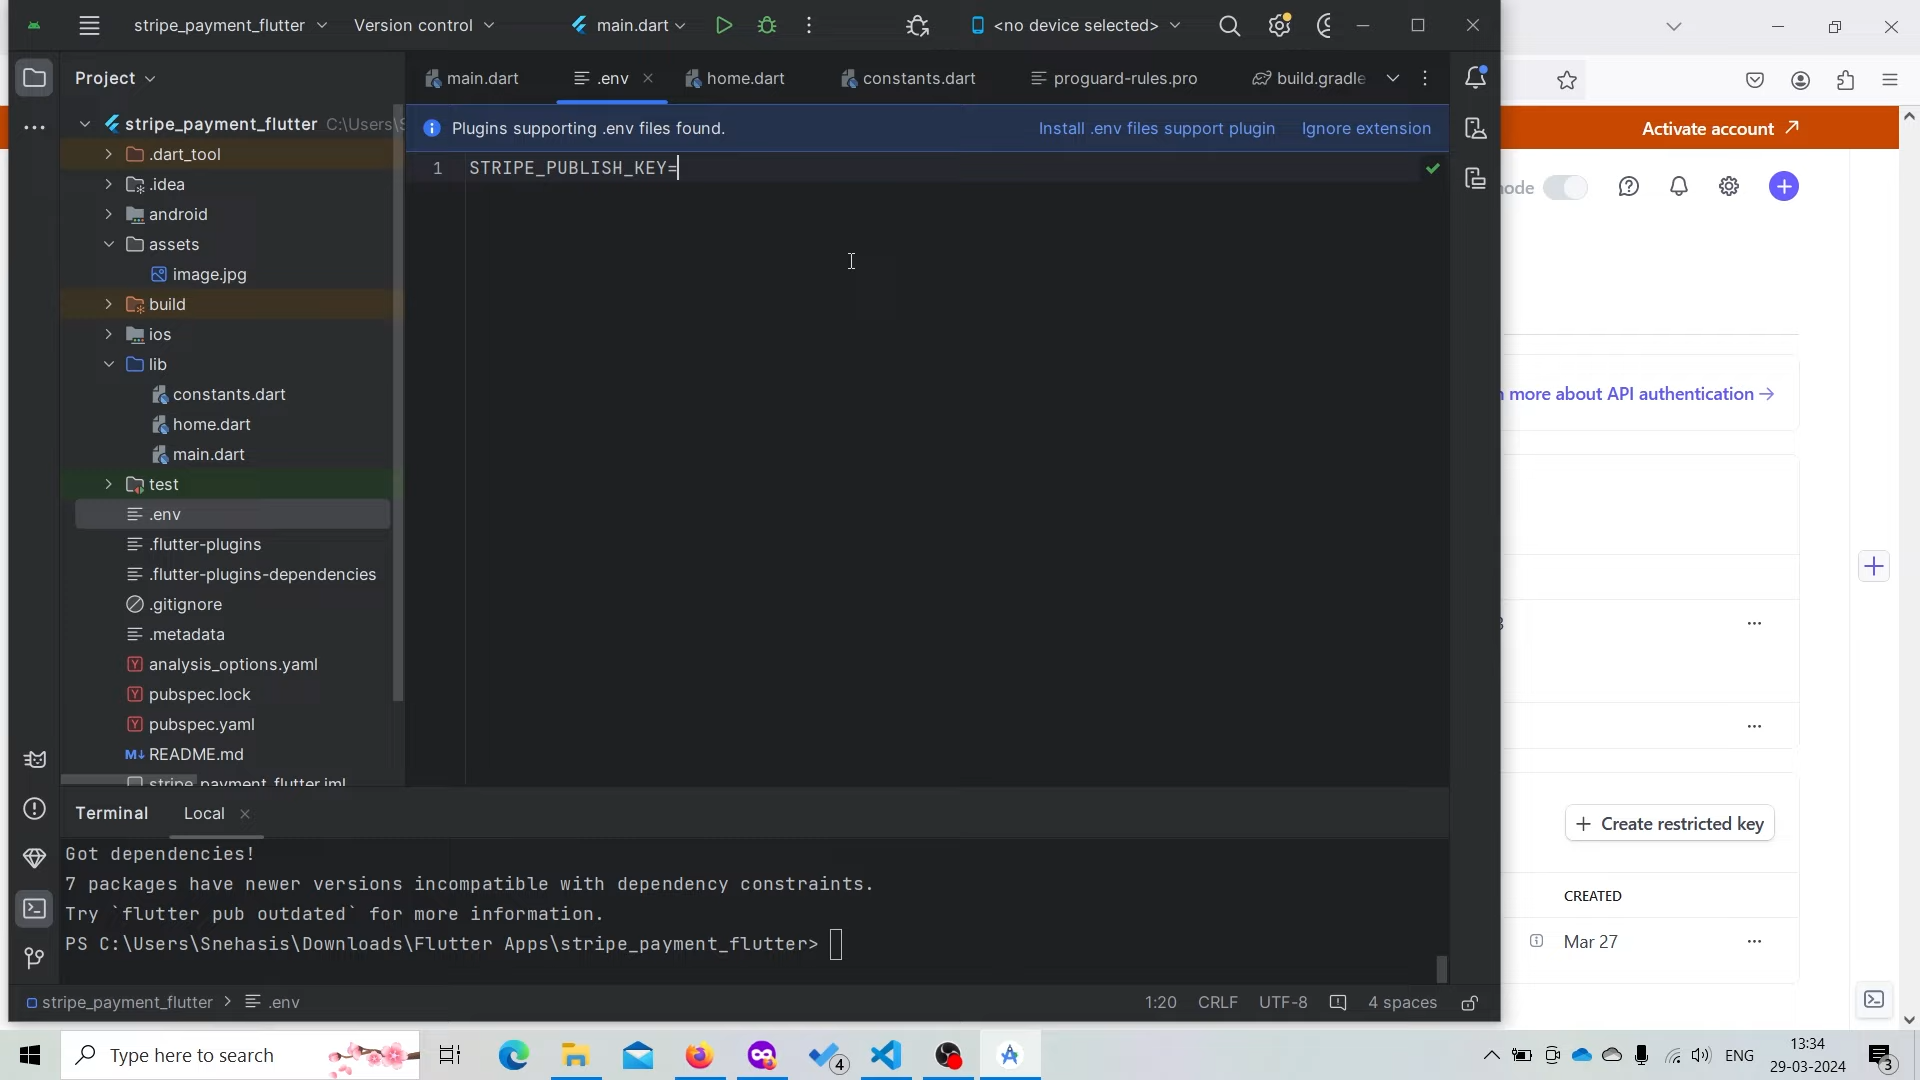 stripe_payment_flutter
Version control
main.dart
<no device selected>
Project
main.dart
.env
home.dart
constants.dart
proguard-rules.pro
build.gradle
Plugins supporting .env files found.
Install .env files support plugin
Ignore extension
Activate account
stripe_payment_flutter C:\Users\
.dart_tool
.idea
android
assets
image.jpg
build
ios
lib
constants.dart
home.dart
main.dart
test
.env
.flutter-plugins
.flutter-plugins-dependencies
.gitignore
.metadata
analysis_options.yaml
pubspec.lock
pubspec.yaml
README.md
stripe_payment_flutter.iml
1 STRIPE_PUBLISH_KEY=
more about API authentication
Create restricted key
CREATED
Mar 27
Terminal
Local
Got dependencies!
7 packages have newer versions incompatible with dependency constraints.
Try `flutter pub outdated` for more information.
PS C:\Users\Snehasis\Downloads\Flutter Apps\stripe_payment_flutter>
stripe_payment_flutter > .env
1:20 CRLF UTF-8 4 spaces
Type here to search
4
ENG
13:34
29-03-2024
3